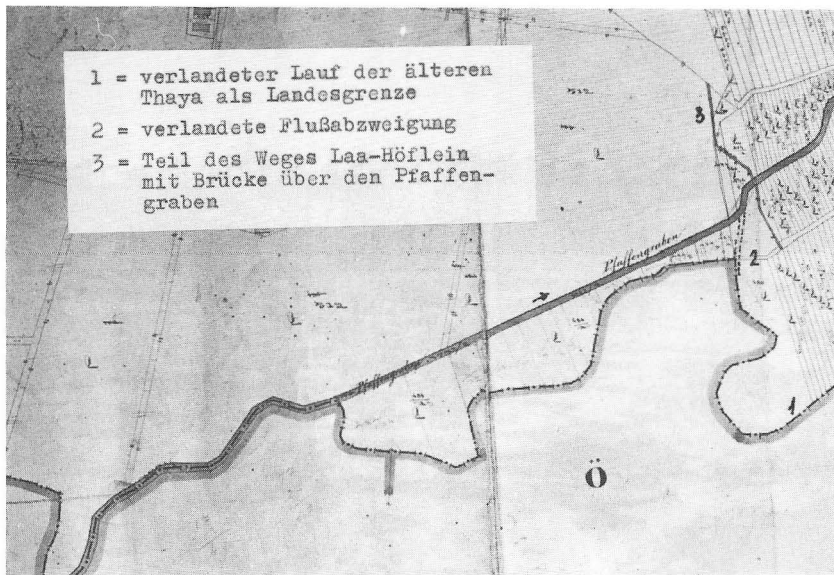 1 = verlandeter Lauf der älteren
Thaya als Landesgrenze
2 = verlandete Flußabzweigung
3 = Teil des Weges Laa-Höflein
mit Brücke über den Pfaffen-
graben
3
Pfaffengraben
2
1
Ö